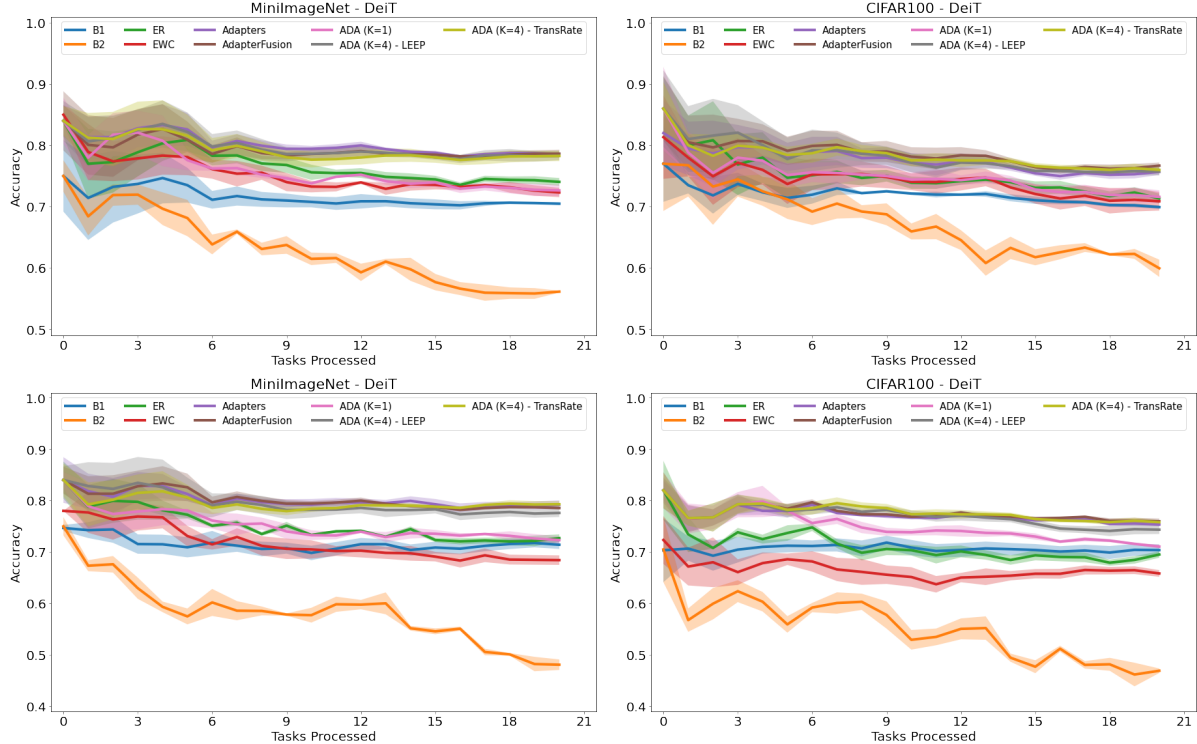 MiniImageNet - DeiT
B1 ER Adapters ADA (K=1) ADA (K=4) - TransRate
B2 EWC AdapterFusion ADA (K=4) - LEEP
Accuracy
1.0
0.9
0.8
0.7
0.6
0.5
0 3 6 9 12 15 18 21
Tasks Processed
CIFAR100 - DeiT
B1 ER Adapters ADA (K=1) ADA (K=4) - TransRate
B2 EWC AdapterFusion ADA (K=4) - LEEP
Accuracy
1.0
0.9
0.8
0.7
0.6
0.5
0 3 6 9 12 15 18 21
Tasks Processed
MiniImageNet - DeiT
B1 ER Adapters ADA (K=1) ADA (K=4) - TransRate
B2 EWC AdapterFusion ADA (K=4) - LEEP
Accuracy
1.0
0.9
0.8
0.7
0.6
0.5
0.4
0 3 6 9 12 15 18 21
Tasks Processed
CIFAR100 - DeiT
B1 ER Adapters ADA (K=1) ADA (K=4) - TransRate
B2 EWC AdapterFusion ADA (K=4) - LEEP
Accuracy
1.0
0.9
0.8
0.7
0.6
0.5
0.4
0 3 6 9 12 15 18 21
Tasks Processed